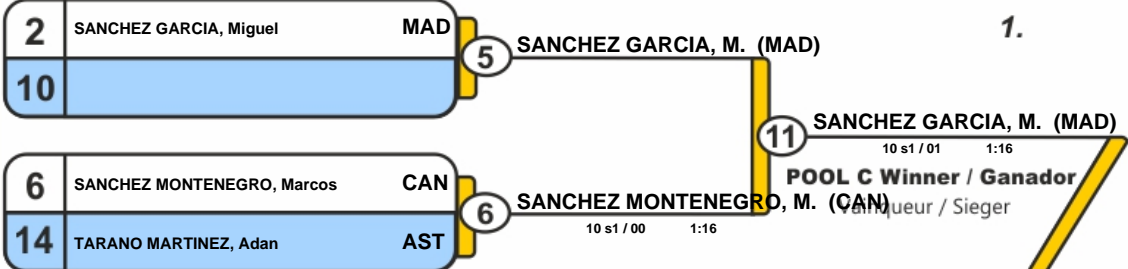 2 SANCHEZ GARCIA, Miguel MAD
10
5
SANCHEZ GARCIA, M. (MAD)
1.
11
SANCHEZ GARCIA, M. (MAD)
10 s1 / 01 1:16
POOL C Winner / Ganador
queur / Sieger
6 SANCHEZ MONTENEGRO, Marcos CAN
14 TARANO MARTINEZ, Adan AST
6
SANCHEZ MONTENEGRO, M. (CAN)
10 s1 / 00 1:16